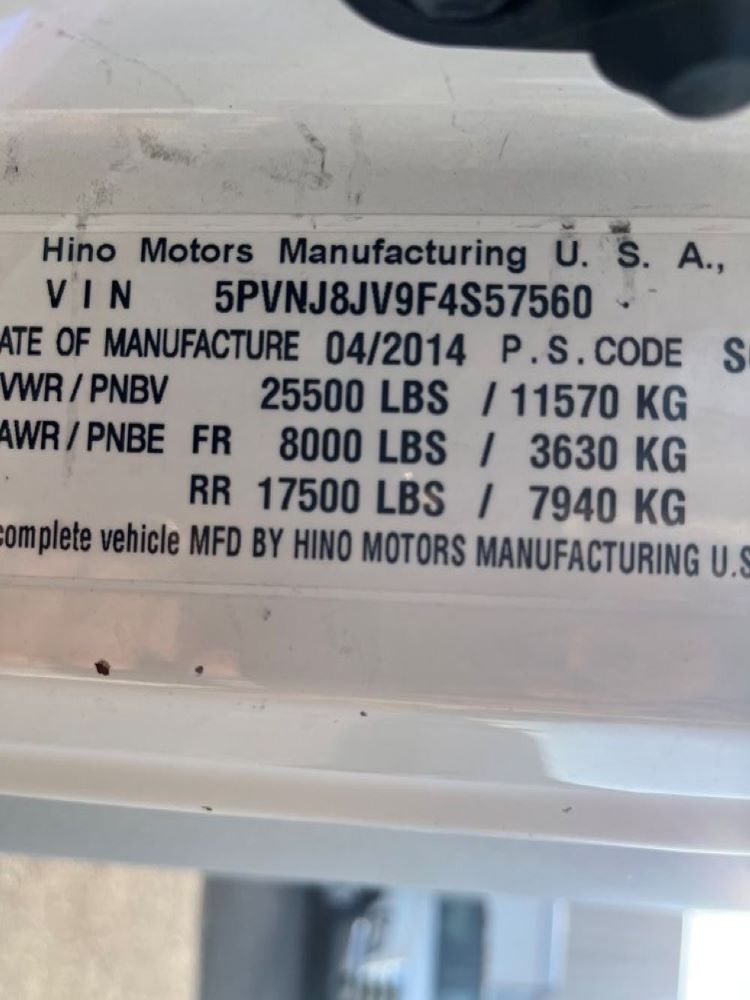 Hino Motors Manufacturing U. S. A.,
VIN 5PVNJ8JV9F4S57560
ATE OF MANUFACTURE 04/2014 P.S.CODE S
VWR/PNBV 25500 LBS / 11570 KG
AWR/PNBE FR 8000 LBS / 3630 KG
RR 17500 LBS / 7940 KG
complete vehicle MFD BY HINO MOTORS MANUFACTURING U.S